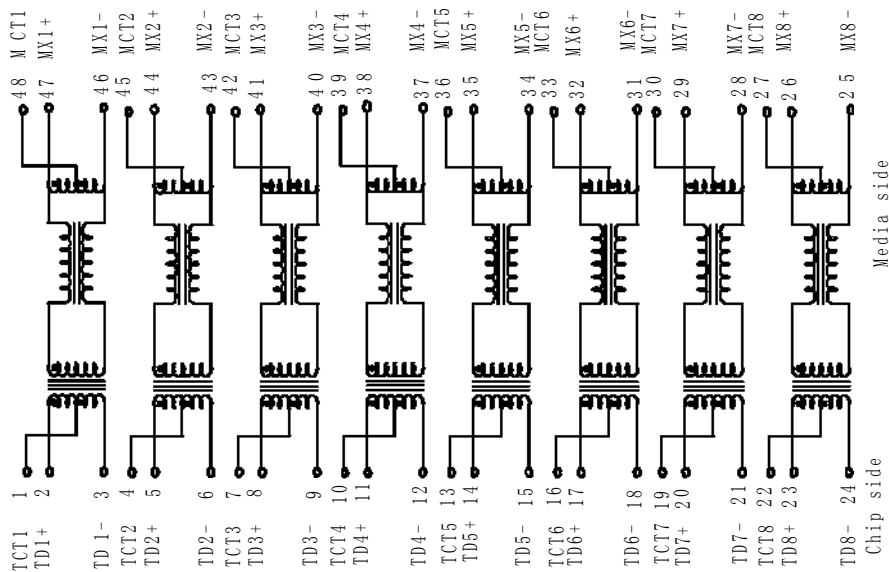 TCT1 1 48 M CT1
TD1+ 2 47 MX1+
TD 1- 3 46 MX1-
TCT2 4 45 MCT2
TD2+ 5 44 MX2+
TD2- 6 43 MX2-
TCT3 7 42 MCT3
TD3+ 8 41 MX3+
TD3- 9 40 MX3-
TCT4 10 39 MCT4
TD4+ 11 38 MX4+
TD4- 12 37 MX4-
TCT5 13 36 MCT5
TD5+ 14 35 MX5+
TD5- 15 34 MX5-
TCT6 16 33 MCT6
TD6+ 17 32 MX6+
TD6- 18 31 MX6-
TCT7 19 30 MCT7
TD7+ 20 29 MX7+
TD7- 21 28 MX7-
TCT8 22 27 MCT8
TD8+ 23 26 MX8+
TD8- 24 25 MX8-
Chip side Media side